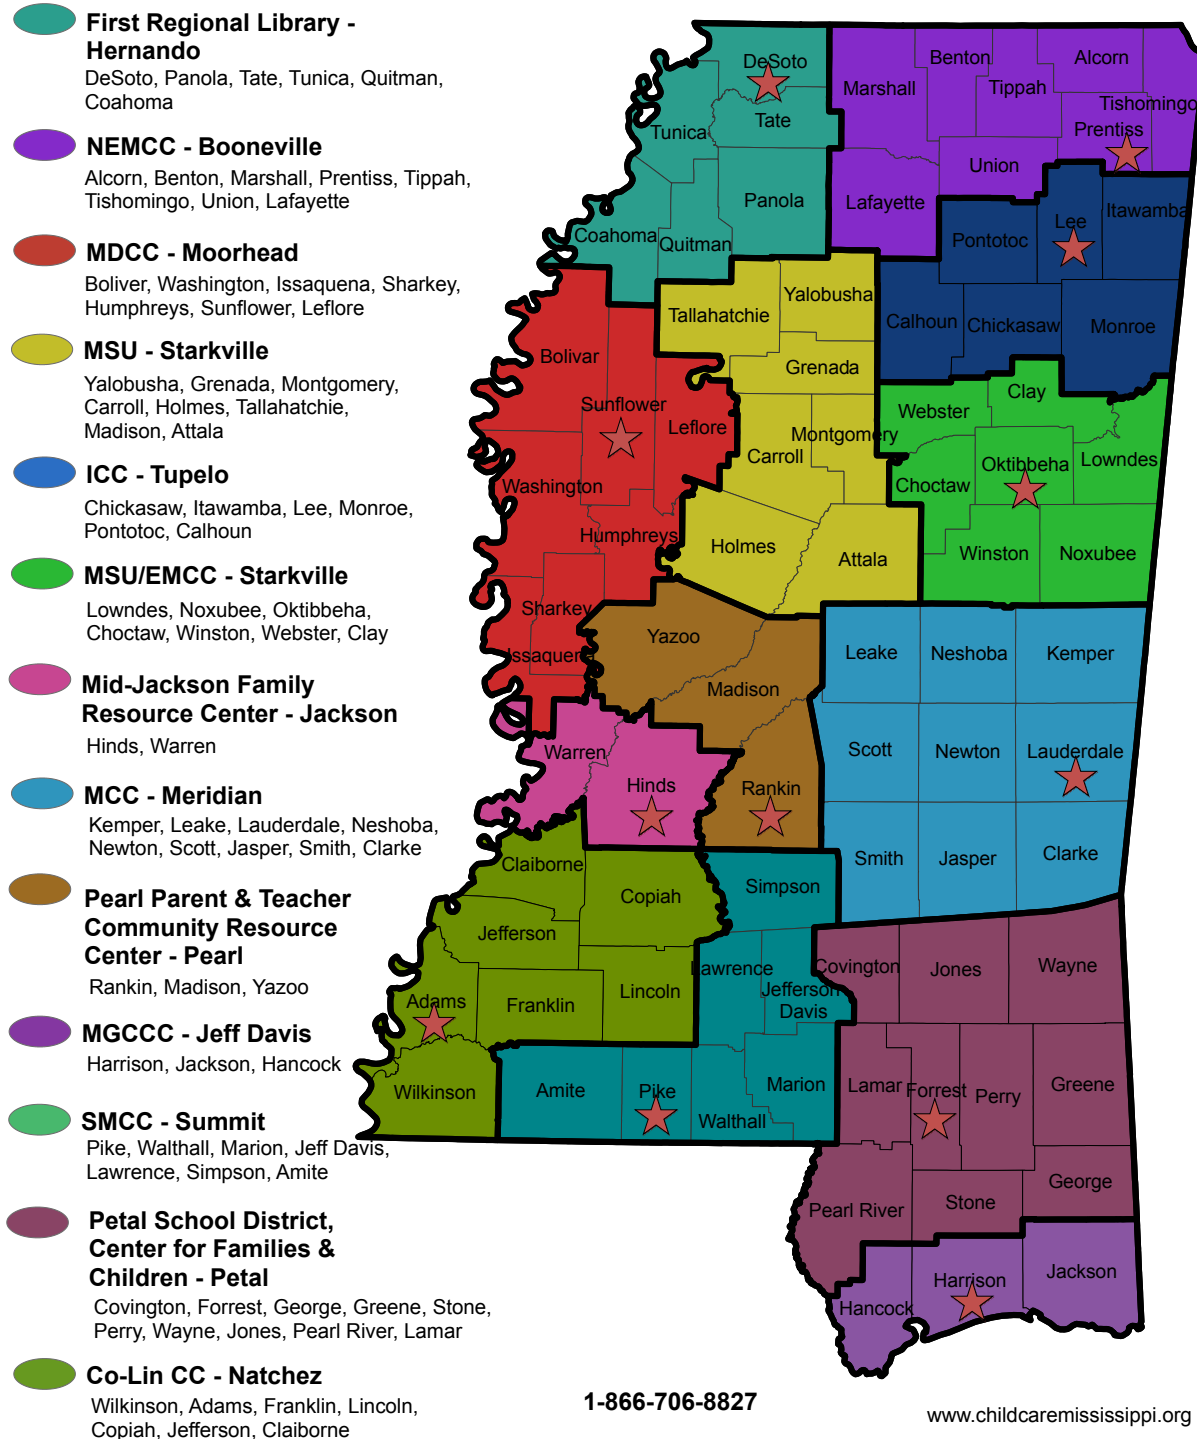 First Regional Library -
Hernando
DeSoto, Panola, Tate, Tunica, Quitman,
Coahoma
NEMCC - Booneville
Alcorn, Benton, Marshall, Prentiss, Tippah,
Tishomingo, Union, Lafayette
MDCC - Moorhead
Boliver, Washington, Issaquena, Sharkey,
Humphreys, Sunflower, Leflore
MSU - Starkville
Yalobusha, Grenada, Montgomery,
Carroll, Holmes, Tallahatchie,
Madison, Attala
ICC - Tupelo
Chickasaw, Itawamba, Lee, Monroe,
Pontotoc, Calhoun
MSU/EMCC - Starkville
Lowndes, Noxubee, Oktibbeha,
Choctaw, Winston, Webster, Clay
Mid-Jackson Family
Resource Center - Jackson
Hinds, Warren
MCC - Meridian
Kemper, Leake, Lauderdale, Neshoba,
Newton, Scott, Jasper, Smith, Clarke
Pearl Parent & Teacher
Community Resource
Center - Pearl
Rankin, Madison, Yazoo
MGCCC - Jeff Davis
Harrison, Jackson, Hancock
SMCC - Summit
Pike, Walthall, Marion, Jeff Davis,
Lawrence, Simpson, Amite
Petal School District,
Center for Families &
Children - Petal
Covington, Forrest, George, Greene, Stone,
Perry, Wayne, Jones, Pearl River, Lamar
Co-Lin CC - Natchez
Wilkinson, Adams, Franklin, Lincoln,
Copiah, Jefferson, Claiborne
DeSoto
Marshall
Benton
Tippah
Alcorn
Tishomingo
Prentiss
Tunica
Tate
Union
Panola
Lafayette
Coahoma
Quitman
Pontotoc
Lee
Itawamba
Tallahatchie
Yalobusha
Calhoun
Chickasaw
Monroe
Bolivar
Grenada
Sunflower
Leflore
Webster
Clay
Montgomery
Carroll
Washington
Choctaw
Oktibbeha
Lowndes
Humphreys
Holmes
Attala
Winston
Noxubee
Sharkey
Issaquena
Yazoo
Madison
Leake
Neshoba
Kemper
Warren
Hinds
Rankin
Scott
Newton
Lauderdale
Smith
Jasper
Clarke
Claiborne
Copiah
Simpson
Jefferson
Lawrence
Jefferson
Davis
Covington
Jones
Wayne
Adams
Franklin
Lincoln
Wilkinson
Amite
Pike
Walthall
Marion
Lamar
Forrest
Perry
Greene
Pearl River
Stone
George
Hancock
Harrison
Jackson
1-866-706-8827
www.childcaremississippi.org